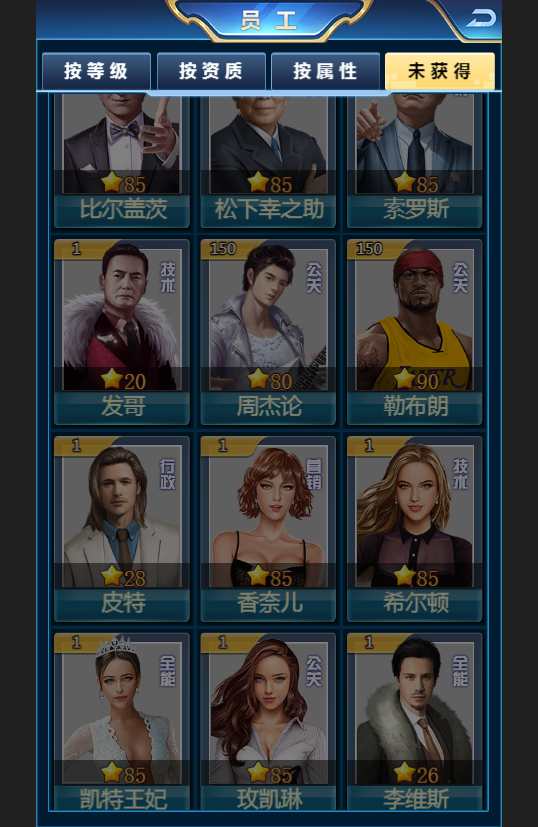 员工
按等级 按资质 按属性 未获得
85 85 85
比尔盖茨 松下幸之助 索罗斯
1 150 150
技术 公关 公关
20 80 90
发哥 周杰论 勒布朗
1 1 1
行政 营销 技术
28 85 85
皮特 香奈儿 希尔顿
1 1 1
全能 公关 全能
85 85 26
凯特王妃 玫凯琳 李维斯